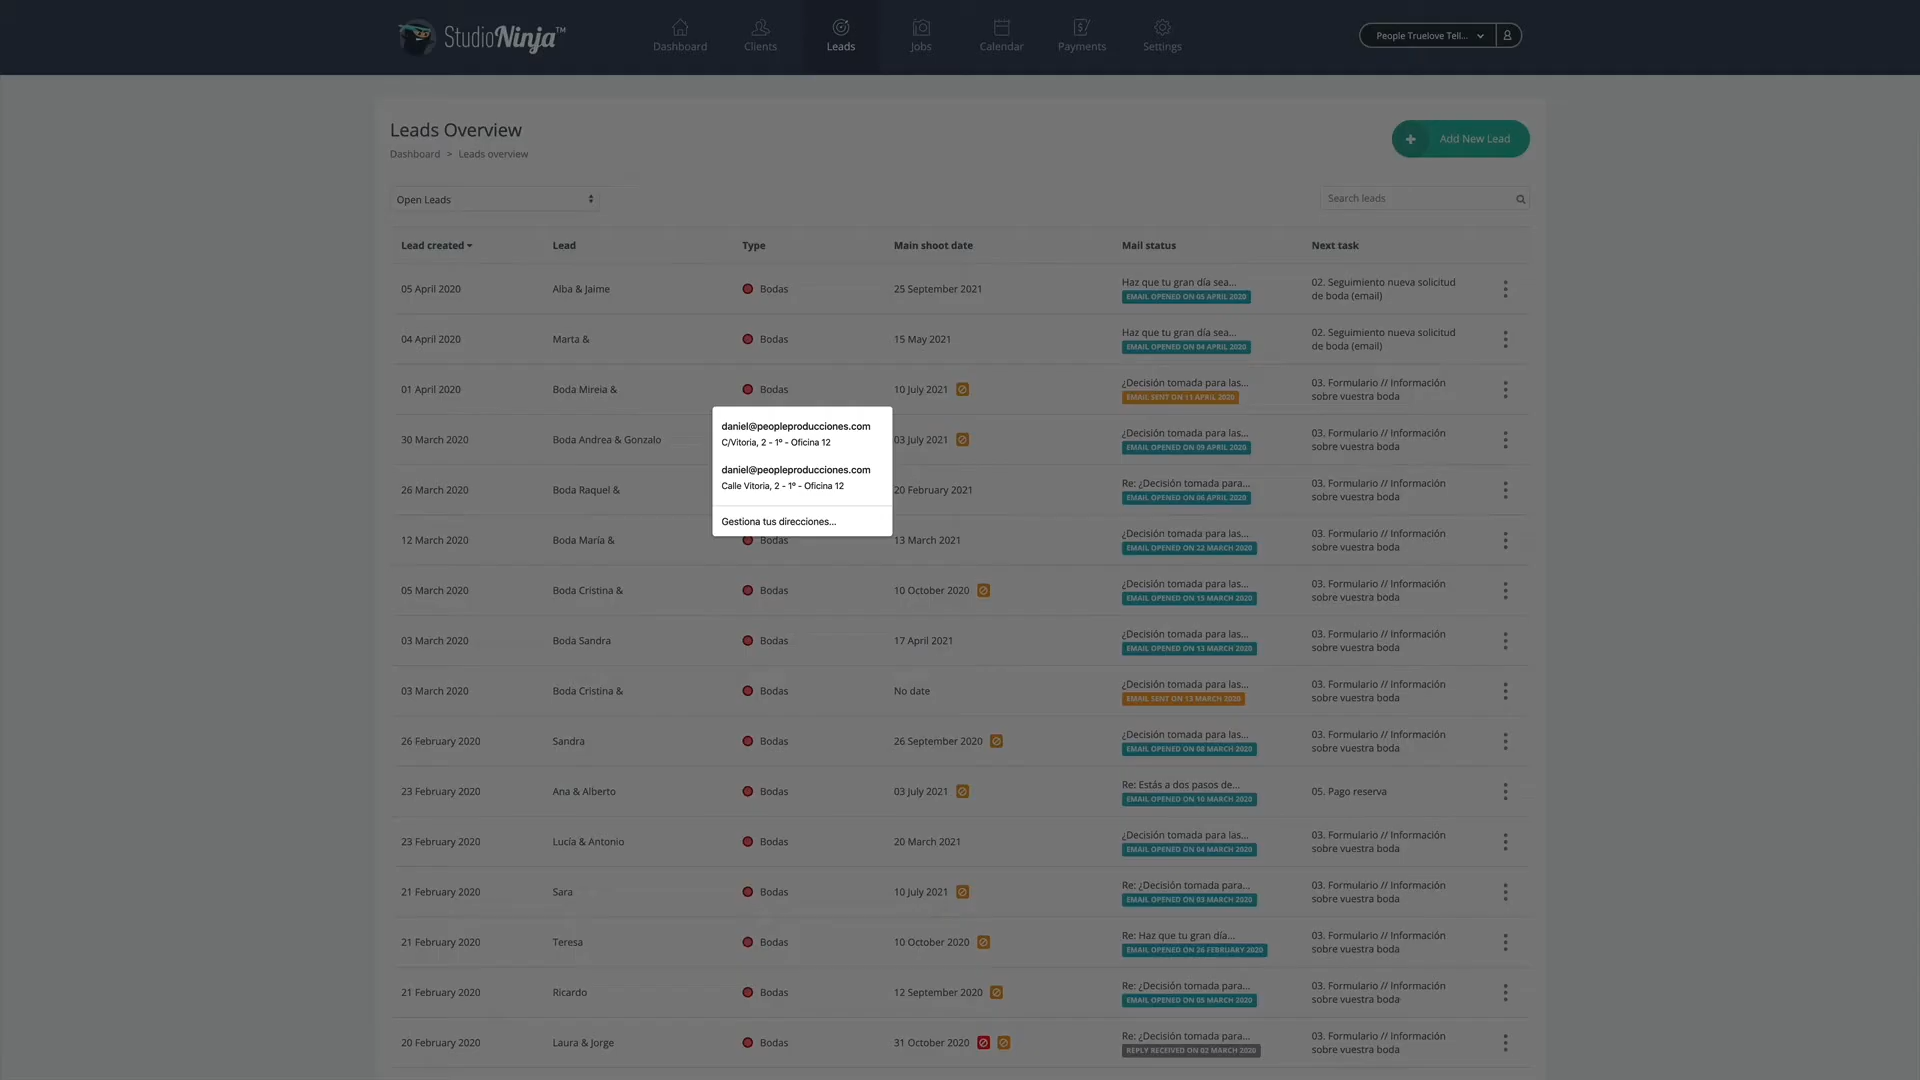 StudioNinja™
Dashboard
Clients
Leads
Jobs
Calendar
Payments
Settings
People Truelove Tell...
Leads Overview
Dashboard > Leads overview
Add New Lead
Open Leads
Search leads
Lead created Lead Type Main shoot date Mail status Next task
05 April 2020 Alba & Jaime Bodas 25 September 2021
Haz que tu gran día sea...
EMAIL OPENED ON 05 APRIL 2020
02. Seguimiento nueva solicitud
de boda (email)
04 April 2020 Marta & Bodas 15 May 2021
Haz que tu gran día sea...
EMAIL OPENED ON 04 APRIL 2020
02. Seguimiento nueva solicitud
de boda (email)
01 April 2020 Boda Mireia & Bodas 10 July 2021
¿Decisión tomada para las...
EMAIL SENT ON 11 APRIL 2020
03. Formulario // Información
sobre vuestra boda
daniel@peopleproducciones.com
C/Vitoria, 2 - 1º - Oficina 12
daniel@peopleproducciones.com
Calle Vitoria, 2 - 1º - Oficina 12
Gestiona tus direcciones...
30 March 2020 Boda Andrea & Gonzalo 03 July 2021
¿Decisión tomada para las...
EMAIL OPENED ON 09 APRIL 2020
03. Formulario // Información
sobre vuestra boda
26 March 2020 Boda Raquel & 20 February 2021
Re: ¿Decisión tomada para las...
EMAIL OPENED ON 06 APRIL 2020
03. Formulario // Información
sobre vuestra boda
12 March 2020 Boda María & Bodas 13 March 2021
¿Decisión tomada para las...
EMAIL OPENED ON 22 MARCH 2020
03. Formulario // Información
sobre vuestra boda
05 March 2020 Boda Cristina & Bodas 10 October 2020
¿Decisión tomada para las...
EMAIL OPENED ON 15 MARCH 2020
03. Formulario // Información
sobre vuestra boda
03 March 2020 Boda Sandra Bodas 17 April 2021
¿Decisión tomada para las...
EMAIL OPENED ON 13 MARCH 2020
03. Formulario // Información
sobre vuestra boda
03 March 2020 Boda Cristina & Bodas No date
¿Decisión tomada para las...
EMAIL SENT ON 13 MARCH 2020
03. Formulario // Información
sobre vuestra boda
26 February 2020 Sandra Bodas 26 September 2020
¿Decisión tomada para las...
EMAIL OPENED ON 08 MARCH 2020
03. Formulario // Información
sobre vuestra boda
23 February 2020 Ana & Alberto Bodas 03 July 2021
Re: Estás a dos pasos de...
EMAIL OPENED ON 10 MARCH 2020
05. Pago reserva
23 February 2020 Lucía & Antonio Bodas 20 March 2021
¿Decisión tomada para las...
EMAIL OPENED ON 04 MARCH 2020
03. Formulario // Información
sobre vuestra boda
21 February 2020 Sara Bodas 10 July 2021
Re: ¿Decisión tomada para...
EMAIL OPENED ON 03 MARCH 2020
03. Formulario // Información
sobre vuestra boda
21 February 2020 Teresa Bodas 10 October 2020
Re: Haz que tu gran día...
EMAIL OPENED ON 26 FEBRUARY 2020
03. Formulario // Información
sobre vuestra boda
21 February 2020 Ricardo Bodas 12 September 2020
Re: ¿Decisión tomada para...
EMAIL OPENED ON 05 MARCH 2020
03. Formulario // Información
sobre vuestra boda
20 February 2020 Laura & Jorge Bodas 31 October 2020
Re: ¿Decisión tomada para...
REPLY RECEIVED ON 02 MARCH 2020
03. Formulario // Información
sobre vuestra boda